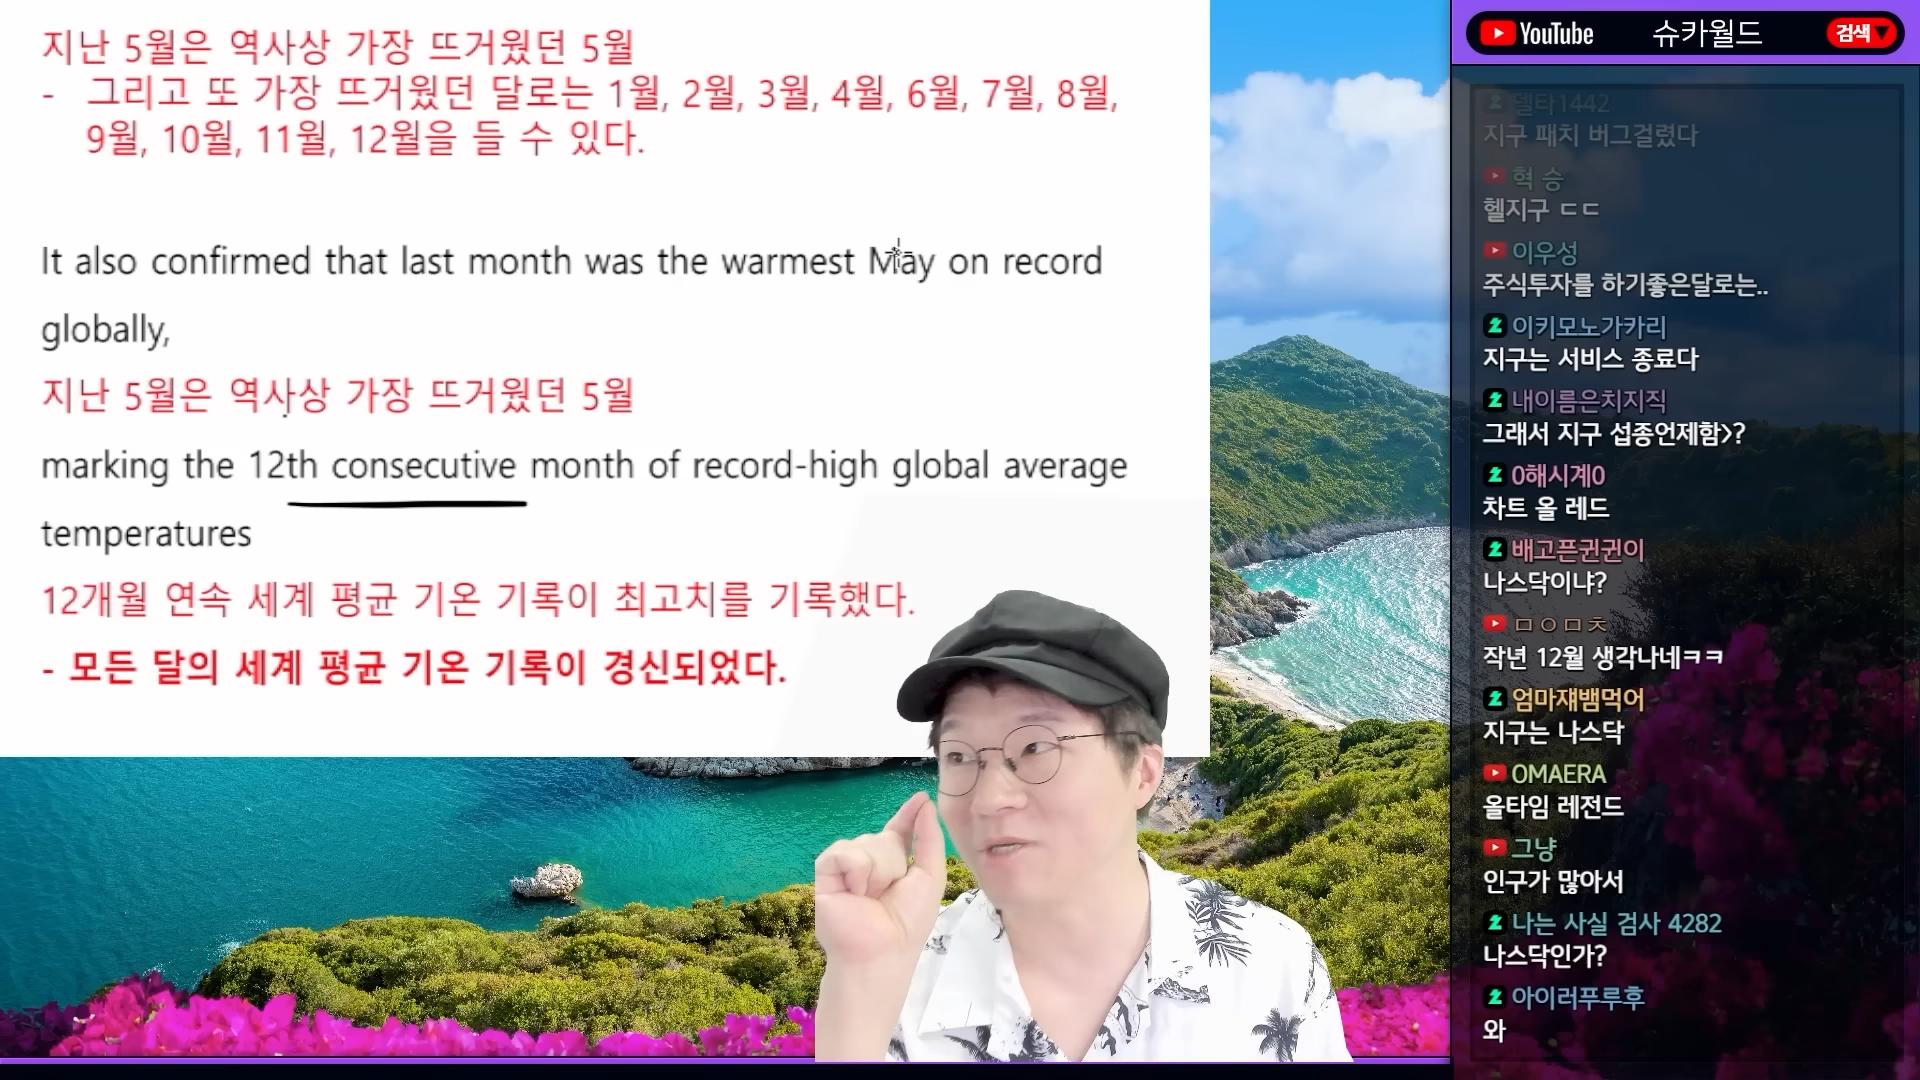 지난 5월은 역사상 가장 뜨거웠던 5월
- 그리고 또 가장 뜨거웠던 달로는 1월, 2월, 3월, 4월, 6월, 7월, 8월,
9월, 10월, 11월, 12월을 들 수 있다.
It also confirmed that last month was the warmest May on record
globally,
지난 5월은 역사상 가장 뜨거웠던 5월
marking the 12th consecutive month of record-high global average
temperatures
12개월 연속 세계 평균 기온 기록이 최고치를 기록했다.
- 모든 달의 세계 평균 기온 기록이 경신되었다.
YouTube 슈카월드 검색
델타1442
지구 패치 버그걸렸다
혁 승
헬지구 ㄷㄷ
이우성
주식투자를 하기좋은달로는..
이키모노가카리
지구는 서비스 종료다
내이름은치지직
그래서 지구 섭종언제함>?
0해시계0
차트 올 레드
배고픈귄귄이
나스닥이냐?
ㅁㅇㅁㅊ
작년 12월 생각나네ㅋㅋ
엄마쟤뱀먹어
지구는 나스닥
OMAERA
올타임 레전드
그냥
인구가 많아서
나는 사실 검사 4282
나스닥인가?
아이러푸루후
와